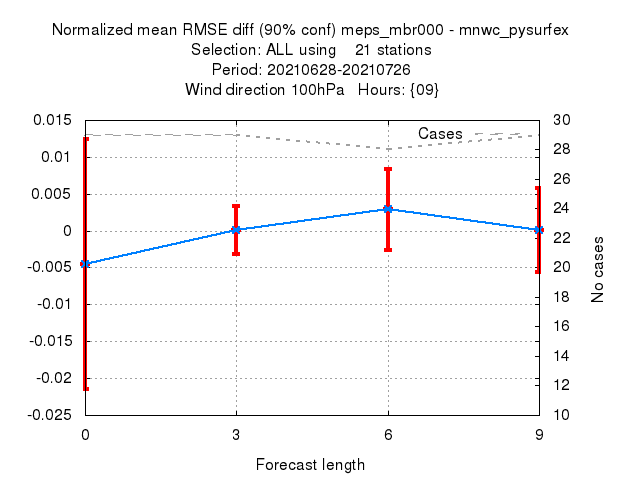 Normalized mean RMSE diff (90% conf) meps_mbr000 - mnwc_pysurfex
Selection: ALL using 21 stations
Period: 20210628-20210726
Wind direction 100hPa Hours: {09}
Cases
0.015
0.01
0.005
0
-0.005
-0.01
-0.015
-0.02
-0.025
30
28
26
24
22
20
18
16
14
12
10
No cases
0 3 6 9
Forecast length